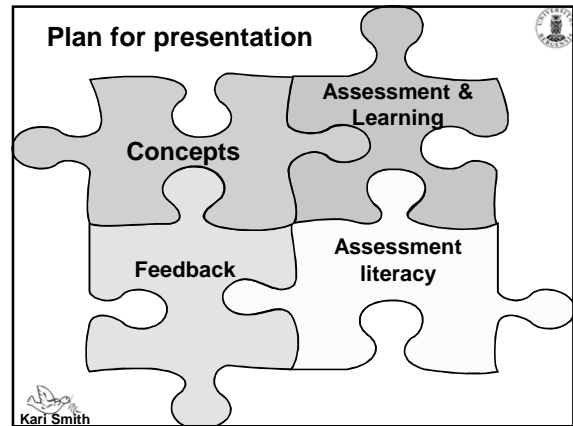 Plan for presentation
Assessment &
Learning
Concepts
Feedback
Assessment
literacy
Kari Smith